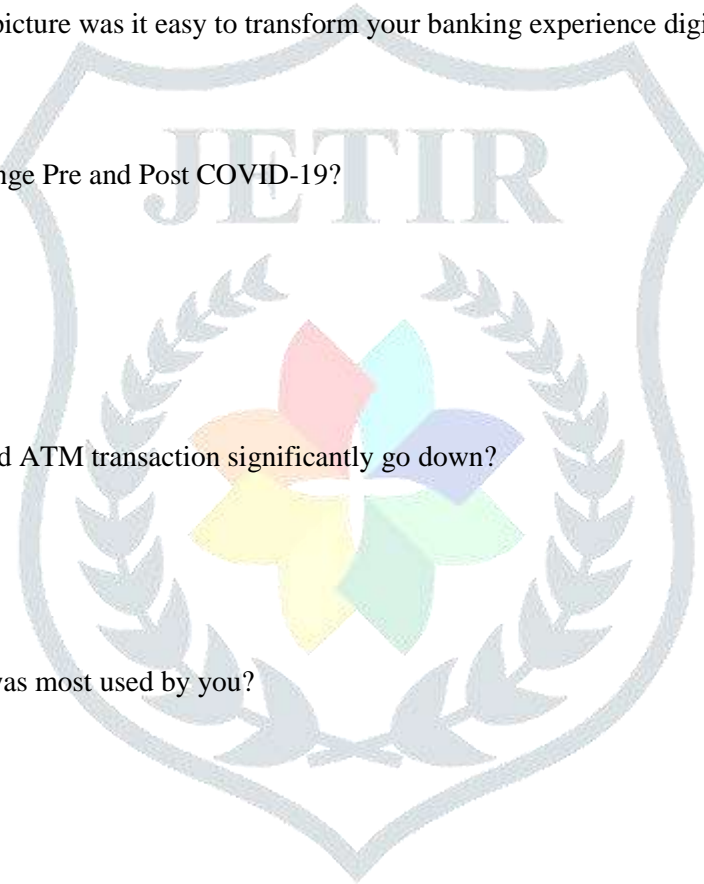 picture was it easy to transform your banking experience digi
nge Pre and Post COVID-19?
JETIR
d ATM transaction significantly go down?
was most used by you?